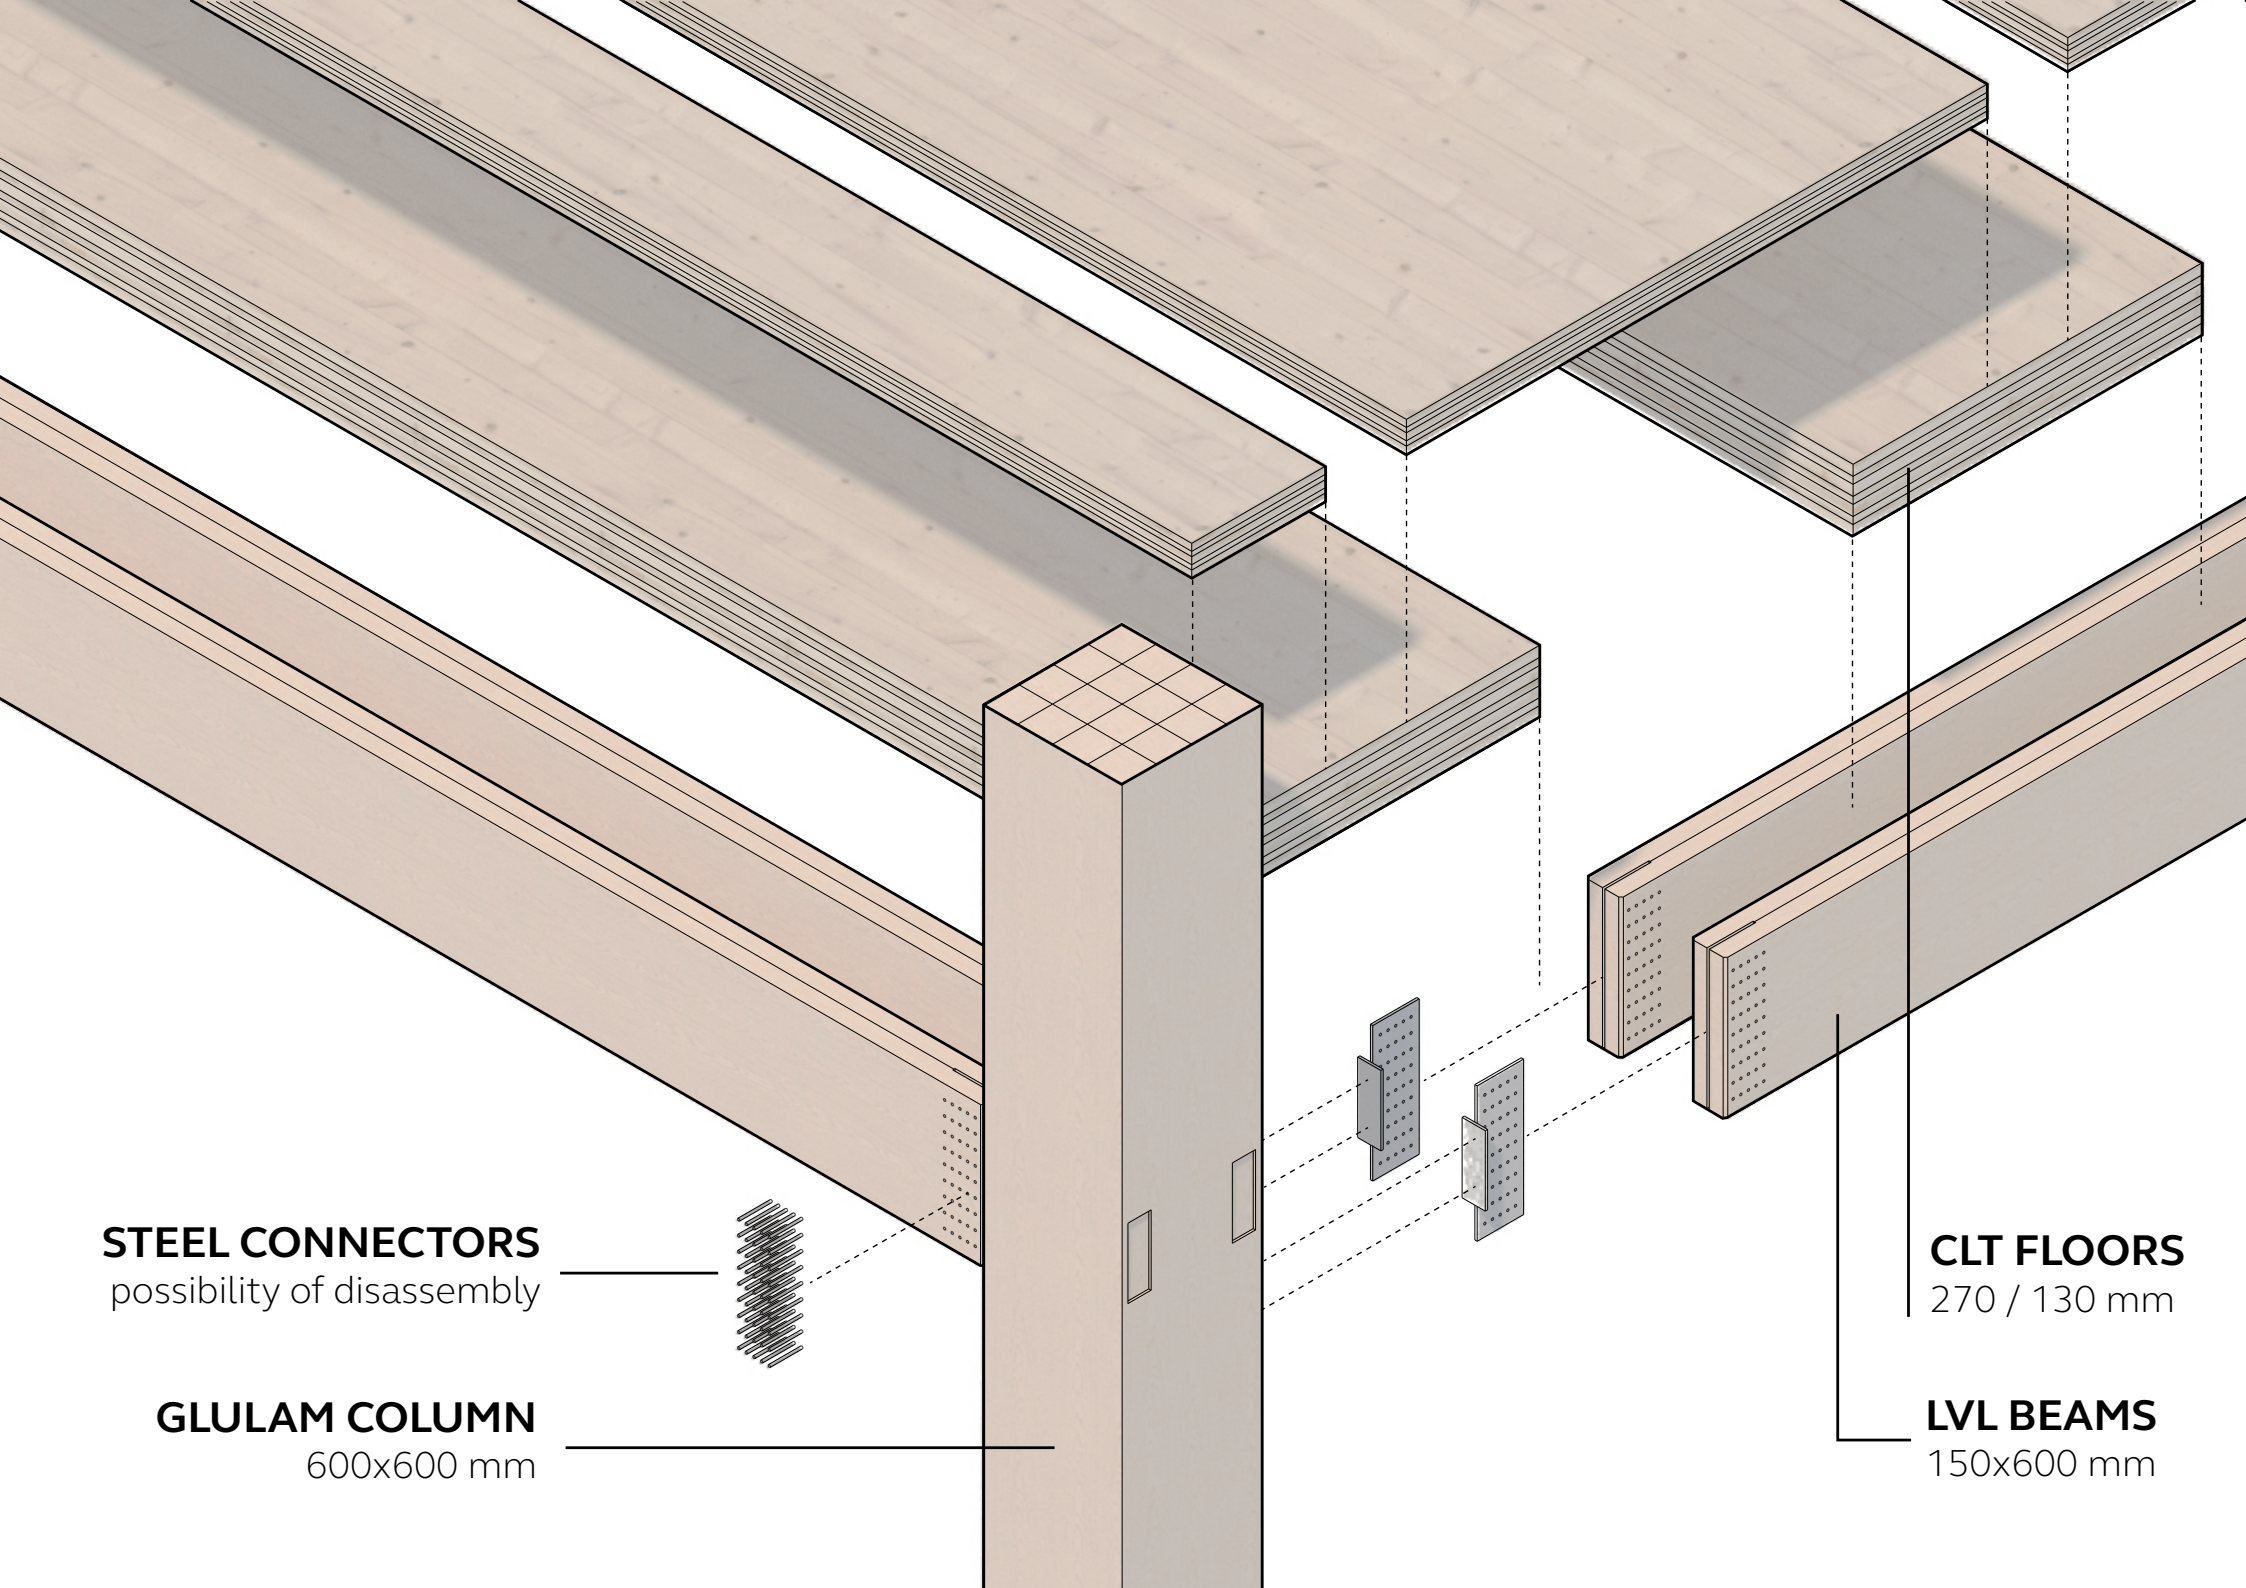 STEEL CONNECTORS
possibility of disassembly
GLULAM COLUMN
600x600 mm
CLT FLOORS
270 / 130 mm
LVL BEAMS
150x600 mm